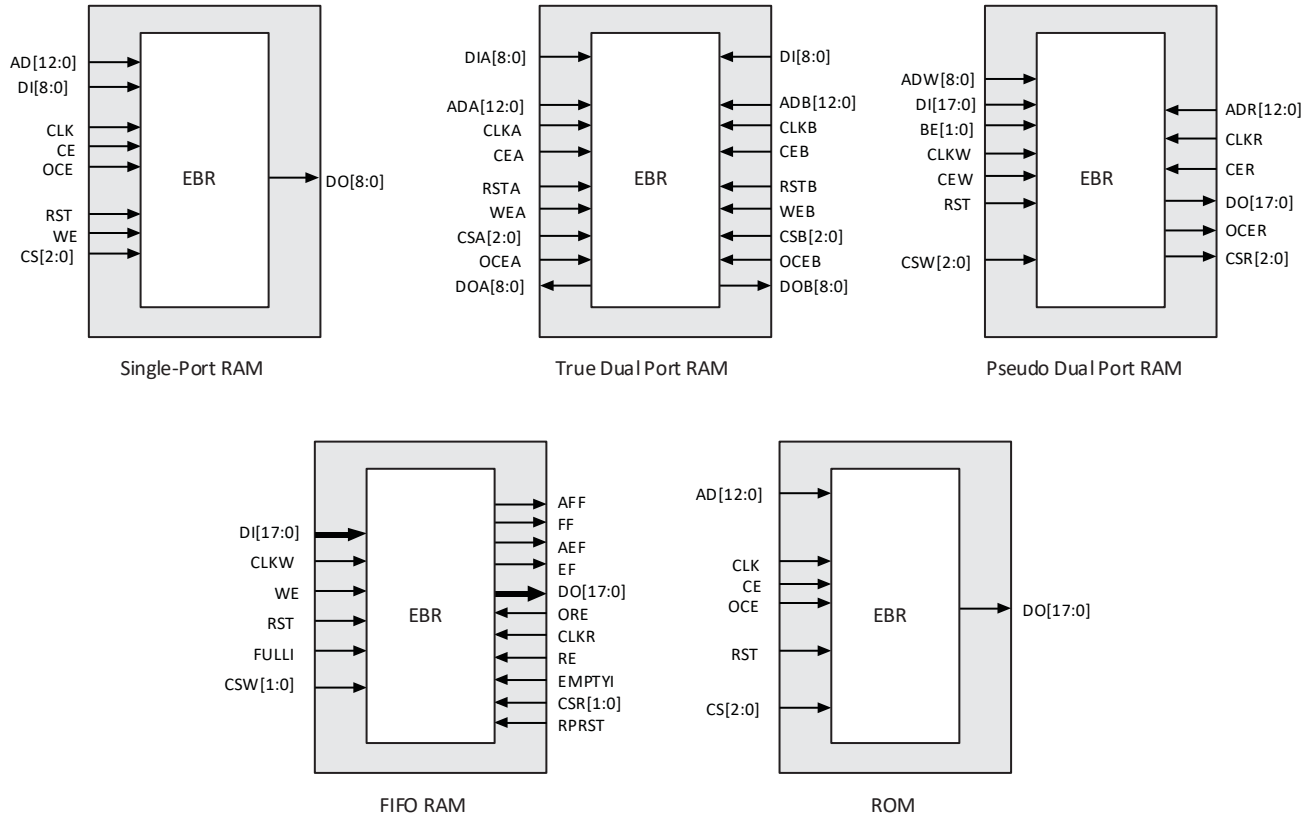 AD[12:0]
DI[8:0]
CLK
CE
OCE
RST
WE
CS[2:0]
EBR
DO[8:0]
Single-Port RAM
DIA[8:0]
ADA[12:0]
CLKA
CEA
RSTA
WEA
CSA[2:0]
OCEA
DOA[8:0]
EBR
DI[8:0]
ADB[12:0]
CLKB
CEB
RSTB
WEB
CSB[2:0]
OCEB
DOB[8:0]
True Dual Port RAM
ADW[8:0]
DI[17:0]
BE[1:0]
CLKW
CEW
RST
CSW[2:0]
EBR
ADR[12:0]
CLKR
CER
DO[17:0]
OCER
CSR[2:0]
Pseudo Dual Port RAM
DI[17:0]
CLKW
WE
RST
FULLI
CSW[1:0]
EBR
AFF
FF
AEF
EF
DO[17:0]
ORE
CLKR
RE
EMPTYI
CSR[1:0]
RPRST
FIFO RAM
AD[12:0]
CLK
CE
OCE
RST
CS[2:0]
EBR
DO[17:0]
ROM